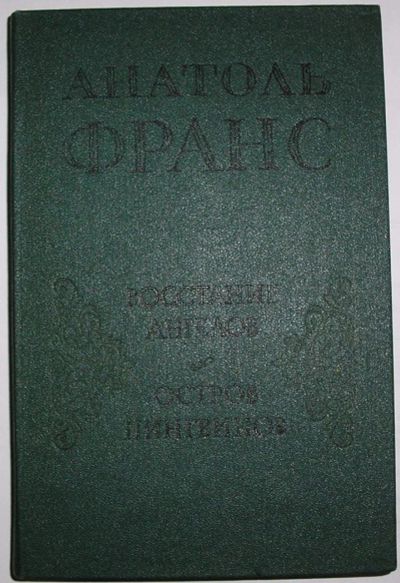 АНАТОЛЬ
ФРАНС
ВОССТАНИЕ
АНГЕЛОВ
ОСТРОВ
ПИНГВИНОВ